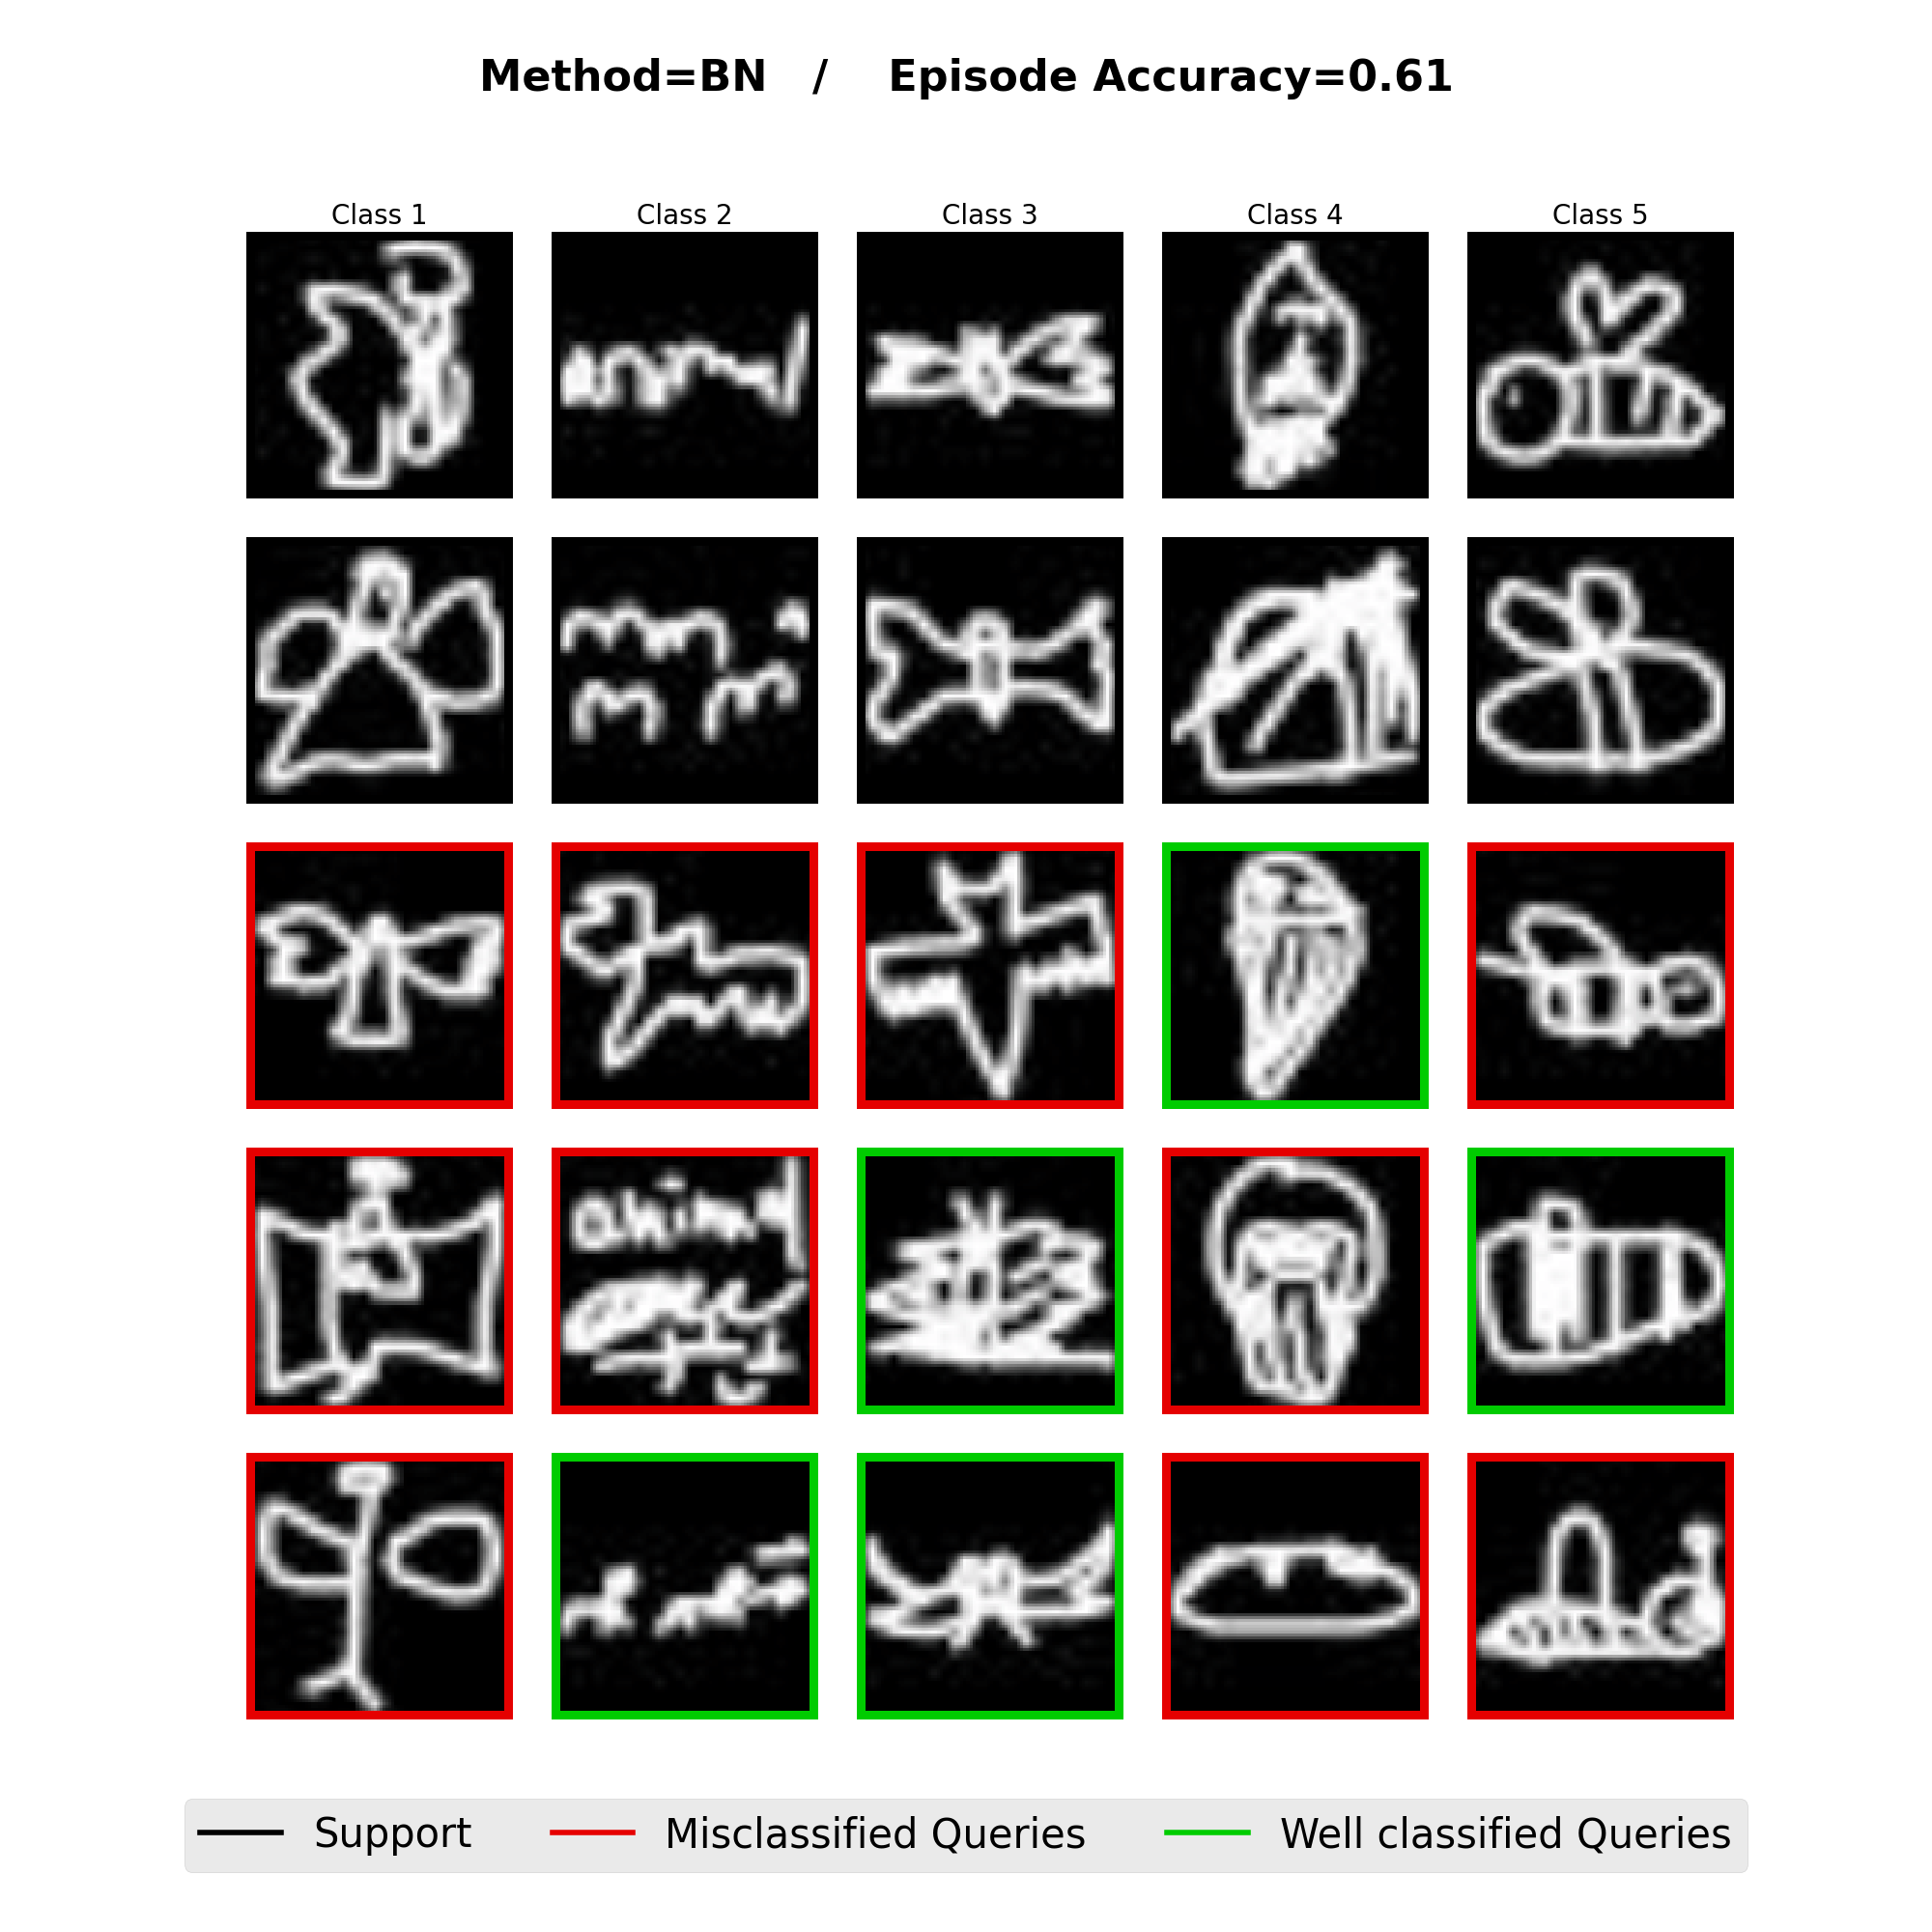 Method=BN / Episode Accuracy=0.61
Class 1 Class 2 Class 3 Class 4 Class 5
Support Misclassified Queries Well classified Queries